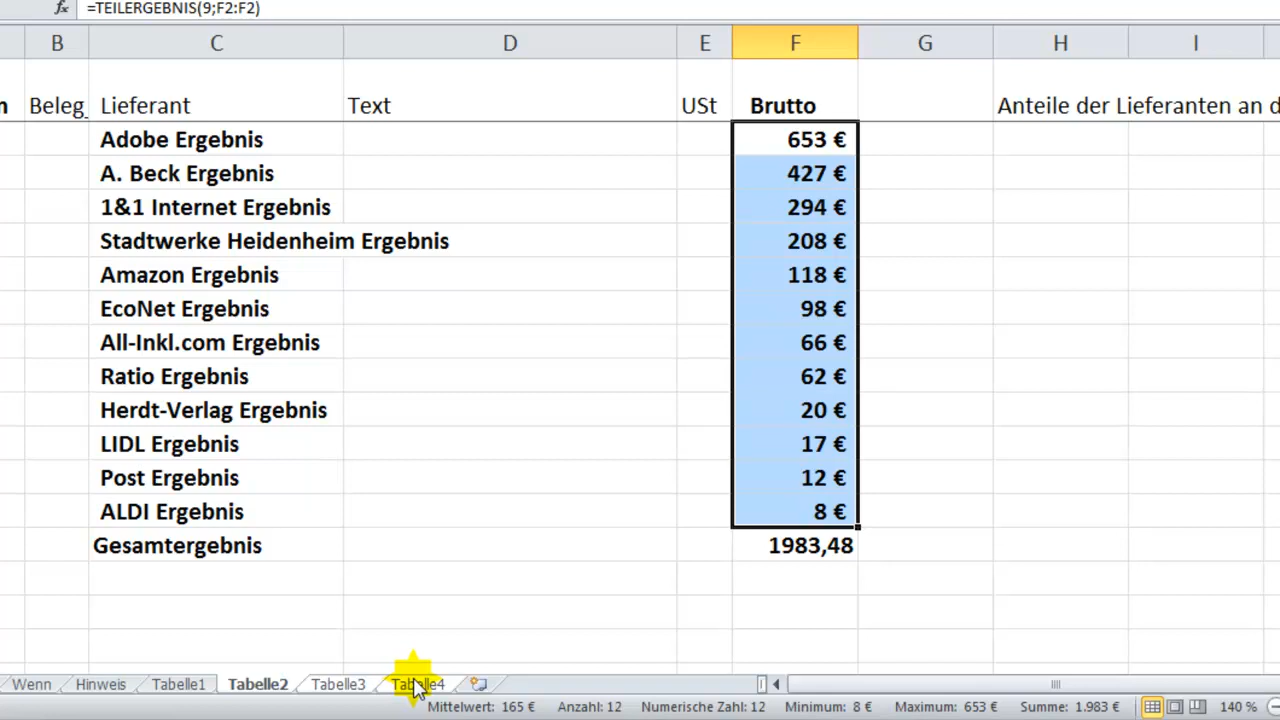 fx =TEILERGEBNIS(9;F2:F2)
B C D E F G H I
n Beleg_ Lieferant Text USt Brutto Anteile der Lieferanten an d
Adobe Ergebnis 653 €
A. Beck Ergebnis 427 €
1&1 Internet Ergebnis 294 €
Stadtwerke Heidenheim Ergebnis 208 €
Amazon Ergebnis 118 €
EcoNet Ergebnis 98 €
All-Inkl.com Ergebnis 66 €
Ratio Ergebnis 62 €
Herdt-Verlag Ergebnis 20 €
LIDL Ergebnis 17 €
Post Ergebnis 12 €
ALDI Ergebnis 8 €
Gesamtergebnis 1983,48
Wenn Hinweis Tabelle1 Tabelle2 Tabelle3 Tabelle4
Mittelwert: 165 € Anzahl: 12 Numerische Zahl: 12 Minimum: 8 € Maximum: 653 € Summe: 1.983 € 140 %